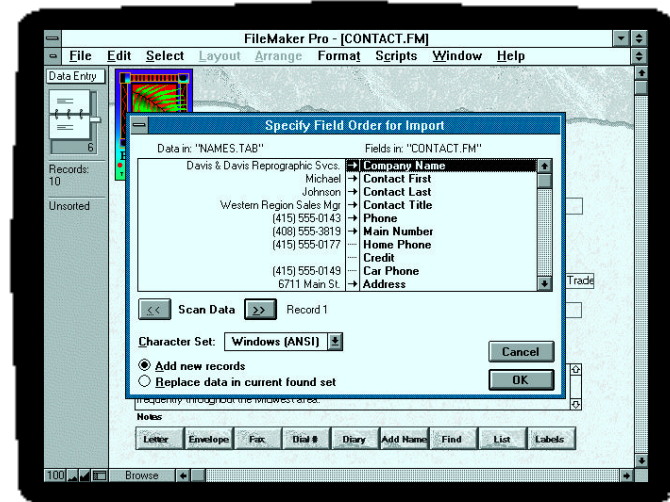 FileMaker Pro - [CONTACT.FM]
File Edit Select Layout Arrange Format Scripts Window Help
Data Entry
6
Records:
10
Unsorted
Specify Field Order for Import
Data in: "NAMES.TAB" Fields in: "CONTACT.FM"
Davis & Davis Reprographic Svcs. → Company Name
Michael → Contact First
Johnson → Contact Last
Western Region Sales Mgr → Contact Title
(415) 555-0143 → Phone
(408) 555-3819 → Main Number
(415) 555-0177 ···· Home Phone
···· Credit
(415) 555-0149 ···· Car Phone
6711 Main St. → Address
Trade
<< Scan Data >> Record 1
Character Set: Windows (ANSI)
Add new records
Replace data in current found set
Cancel
OK
frequently throughout the Midwest area.
Notes
Letter Envelope Fax Dial # Diary Add Name Find List Labels
100 Browse